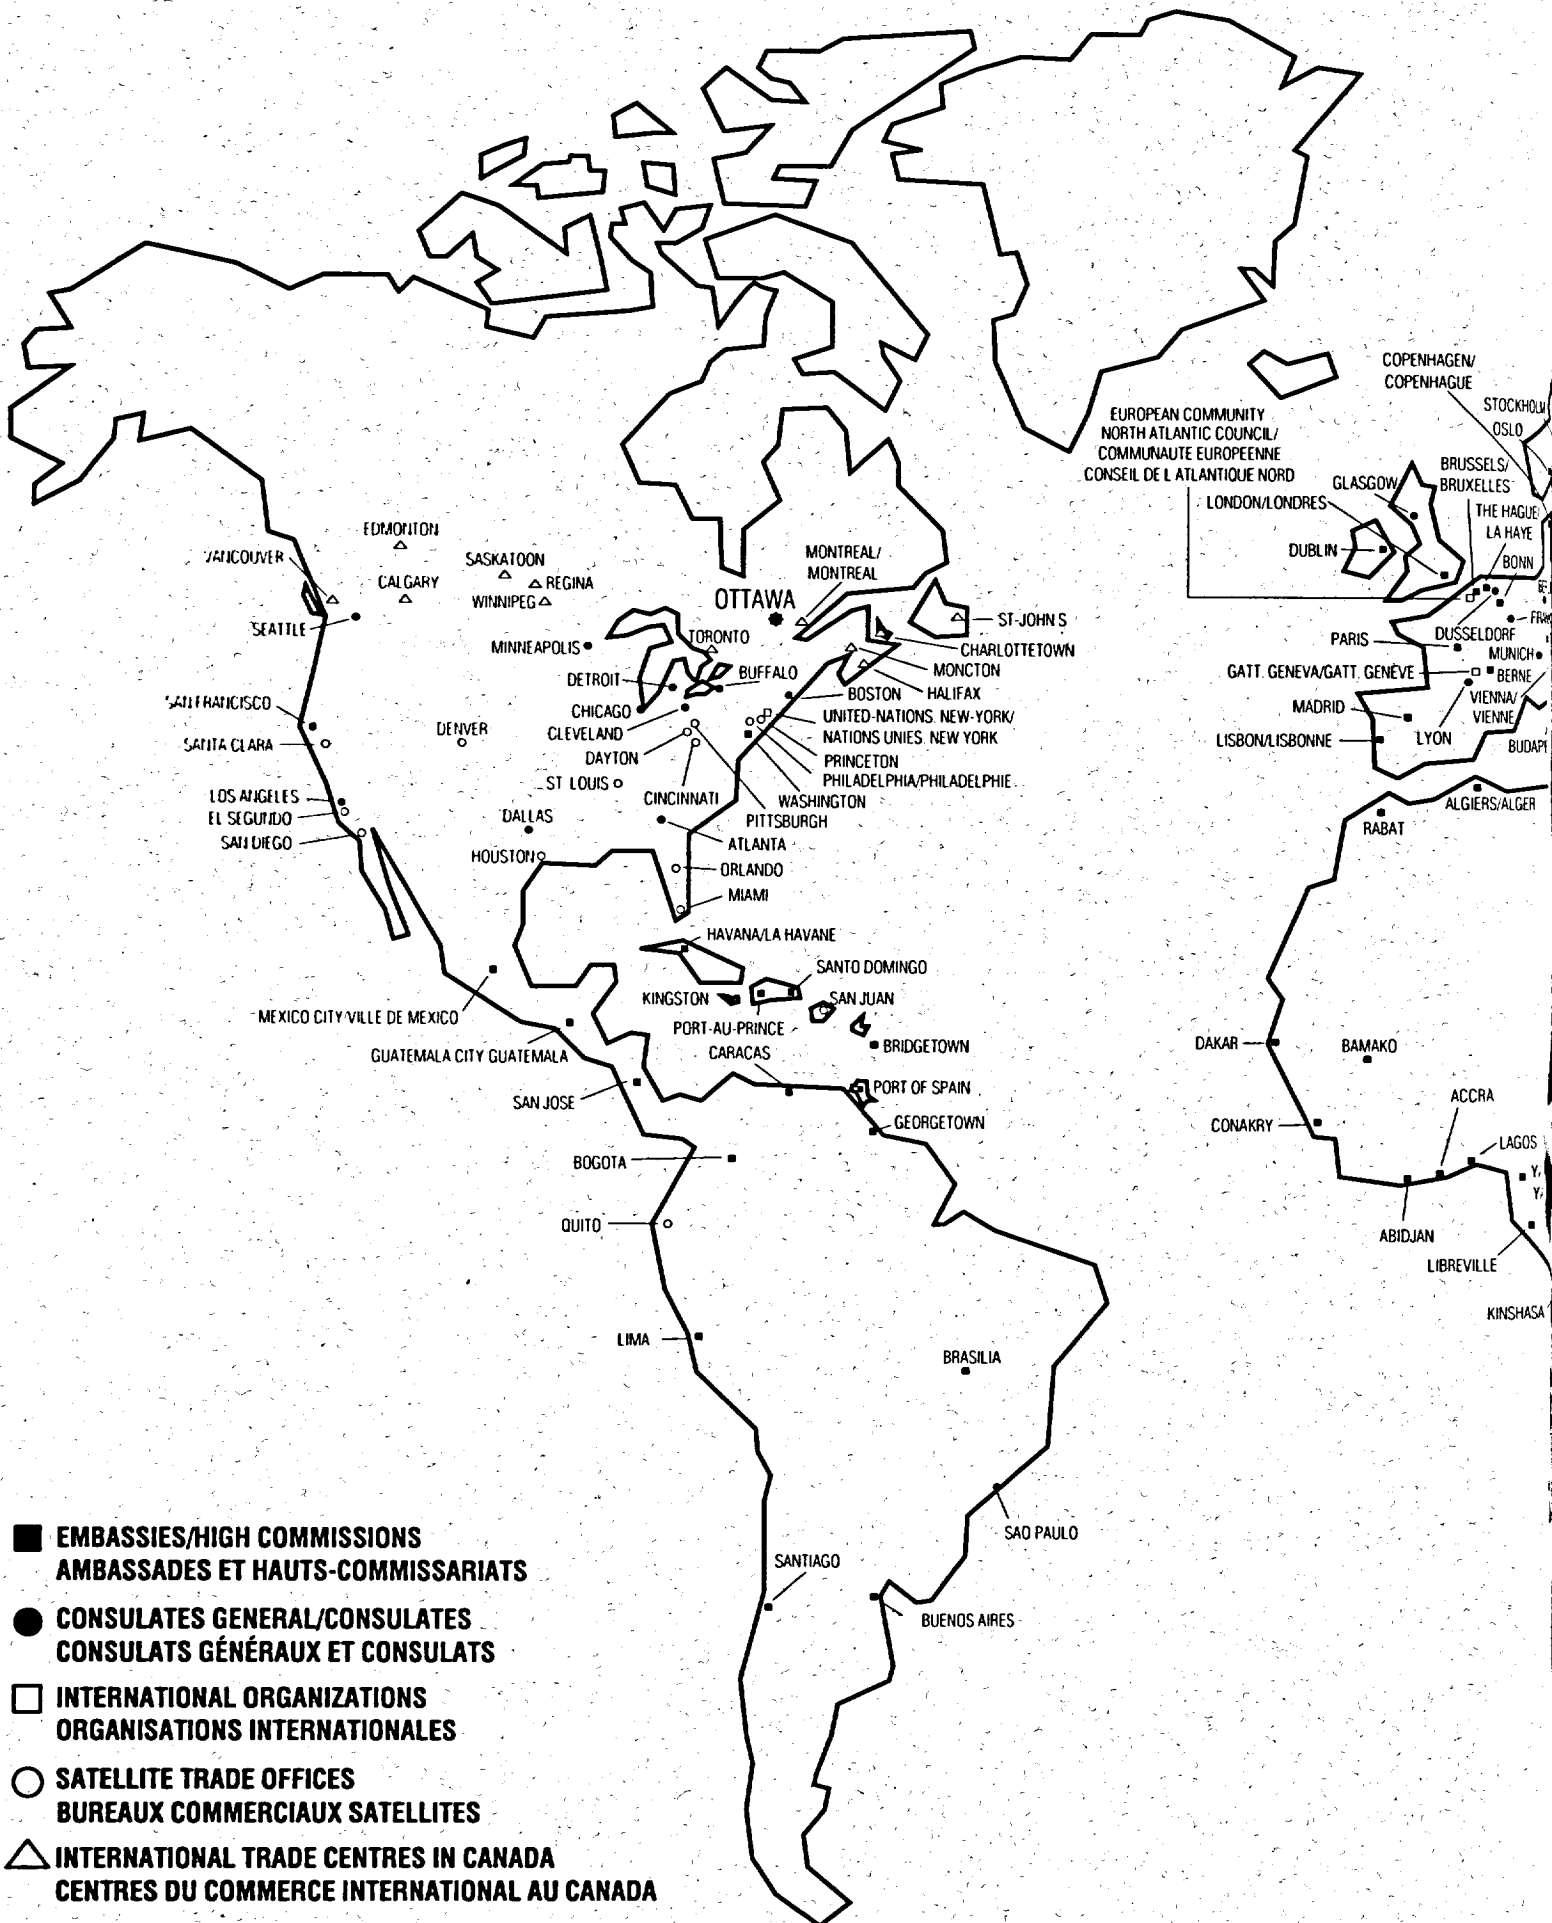 COPENHAGEN/
COPENHAGUE
STOCKHOLM
OSLO
EUROPEAN COMMUNITY
NORTH ATLANTIC COUNCIL/
COMMUNAUTE EUROPEENNE
CONSEIL DE L ATLANTIQUE NORD
BRUSSELS/
BRUXELLES
GLASGOW
LONDON/LONDRES
THE HAGUE
LA HAYE
DUBLIN
BONN
EDMONTON
VANCOUVER
SASKATOON
CALGARY
REGINA
WINNIPEG
MONTREAL/
MONTREAL
OTTAWA
ST-JOHN S
SEATTLE
MINNEAPOLIS
TORONTO
CHARLOTTETOWN
MONCTON
HALIFAX
DETROIT
BUFFALO
BOSTON
PARIS
DUSSELDORF
MUNICH
GATT. GENEVA/GATT. GENÈVE
BERNE
VIENNA/
VIENNE
MADRID
LISBON/LISBONNE
LYON
SAN FRANCISCO
SANTA CLARA
DENVER
CHICAGO
CLEVELAND
DAYTON
UNITED-NATIONS. NEW-YORK/
NATIONS UNIES. NEW YORK
PRINCETON
PHILADELPHIA/PHILADELPHIE
ST LOUIS
CINCINNATI
WASHINGTON
PITTSBURGH
LOS ANGELES
EL SEGUNDO
SAN DIEGO
DALLAS
HOUSTON
ATLANTA
ORLANDO
MIAMI
ALGIERS/ALGER
RABAT
HAVANA/LA HAVANE
SANTO DOMINGO
KINGSTON
SAN JUAN
MEXICO CITY/VILLE DE MEXICO
PORT-AU-PRINCE
GUATEMALA CITY GUATEMALA
CARACAS
BRIDGETOWN
SAN JOSE
PORT OF SPAIN
GEORGETOWN
DAKAR
BAMAKO
ACCRA
CONAKRY
LAGOS
BOGOTA
QUITO
ABIDJAN
LIBREVILLE
KINSHASA
LIMA
BRASILIA
SAO PAULO
SANTIAGO
BUENOS AIRES
EMBASSIES/HIGH COMMISSIONS
AMBASSADES ET HAUTS-COMMISSARIATS
CONSULATES GENERAL/CONSULATES
CONSULATS GÉNÉRAUX ET CONSULATS
INTERNATIONAL ORGANIZATIONS
ORGANISATIONS INTERNATIONALES
SATELLITE TRADE OFFICES
BUREAUX COMMERCIAUX SATELLITES
INTERNATIONAL TRADE CENTRES IN CANADA
CENTRES DU COMMERCE INTERNATIONAL AU CANADA